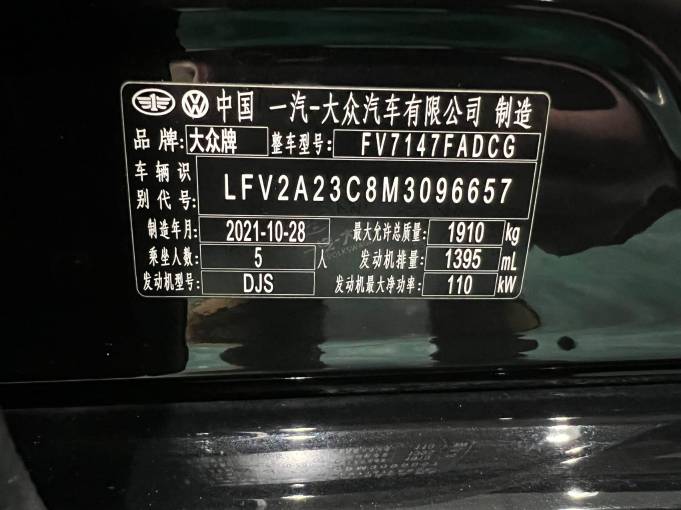 中国 一汽-大众汽车有限公司 制造
品牌: 大众牌 整车型号: FV7147FADCG
车辆识别代号: LFV2A23C8M3096657
制造年月: 2021-10-28 最大允许总质量: 1910 kg
乘坐人数: 5 人 发动机排量: 1395 mL
发动机型号: DJS 发动机最大净功率: 110 kW